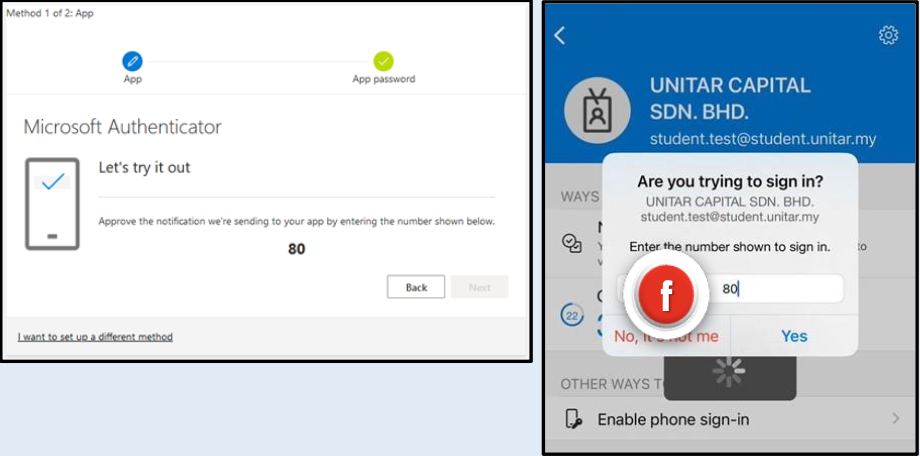 Method 1 of 2: App
App
App password
Microsoft Authenticator
Let's try it out
Approve the notification we're sending to your app by entering the number shown below.
80
Back
Next
I want to set up a different method
UNITAR CAPITAL
SDN. BHD.
student.test@student.unitar.my
WAYS
Are you trying to sign in?
UNITAR CAPITAL SDN. BHD.
student.test@student.unitar.my
Enter the number shown to sign in.
to
f
80
22
No, it's not me
Yes
OTHER WAYS
Enable phone sign-in